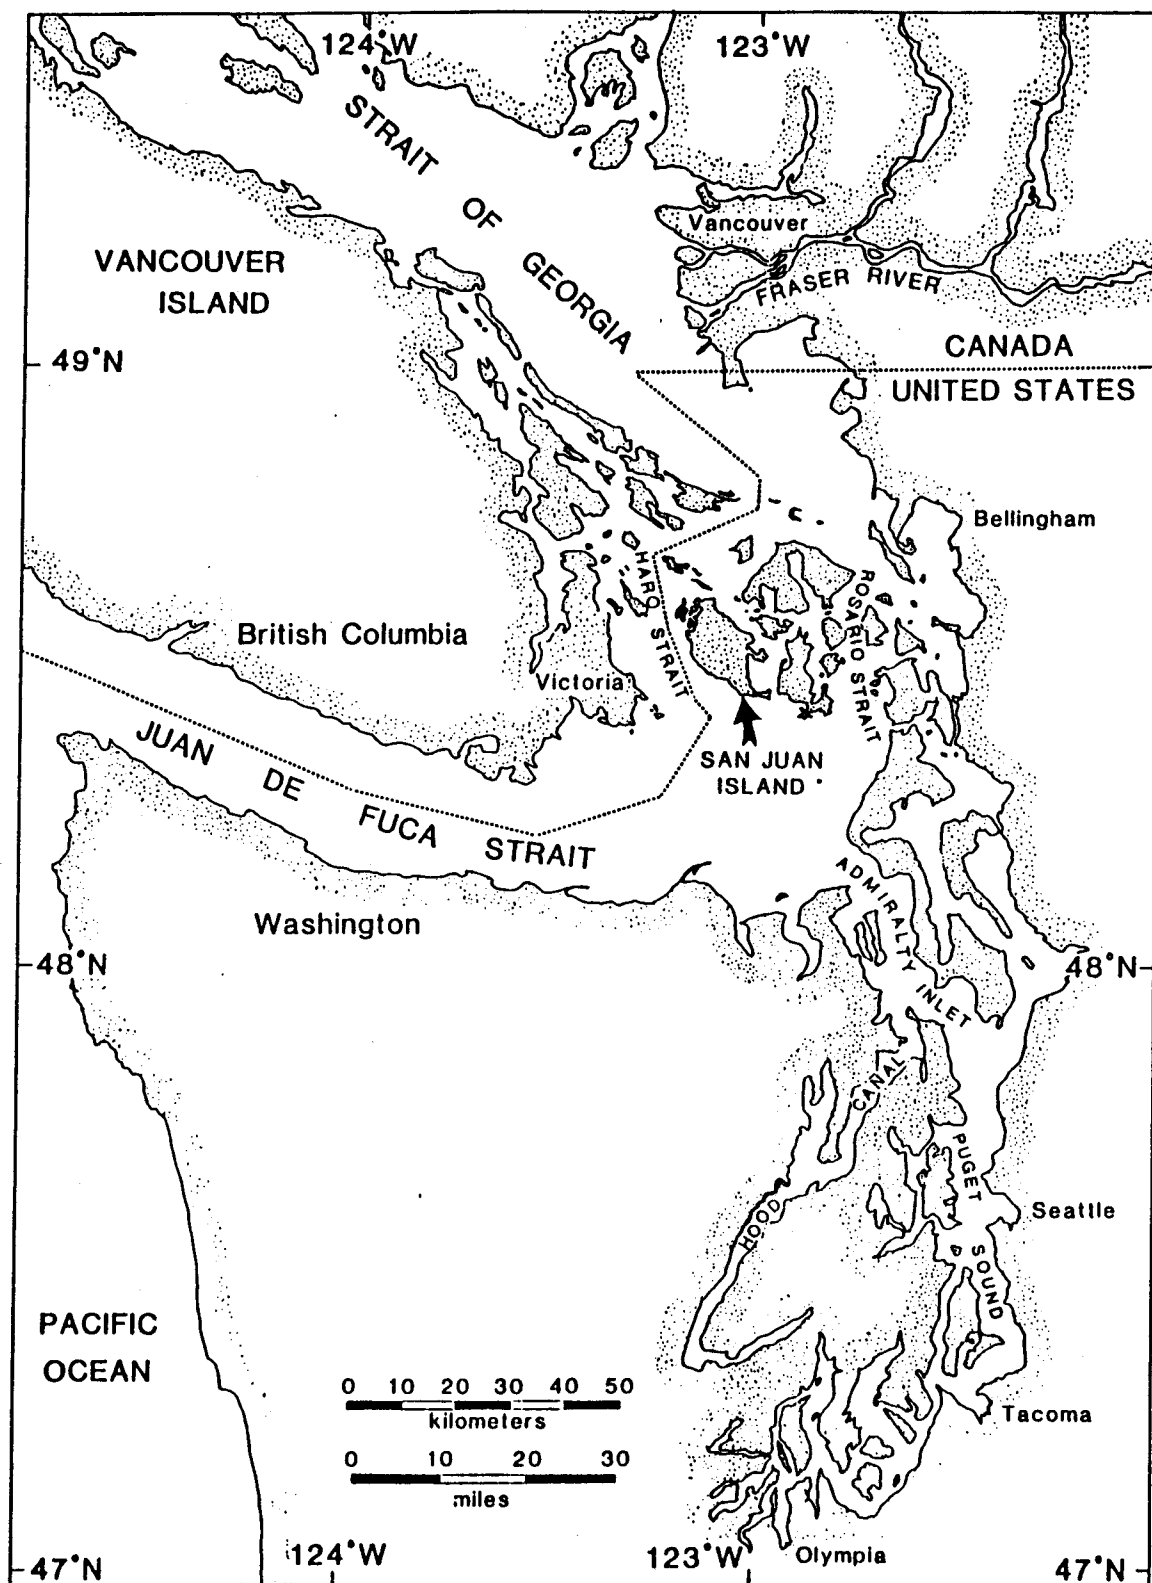 124°W
123°W
STRAIT OF GEORGIA
Vancouver
VANCOUVER
ISLAND
FRASER RIVER
49°N
CANADA
UNITED STATES
Bellingham
HARO STRAIT
ROSARIO STRAIT
British Columbia
Victoria
JUAN DE FUCA STRAIT
SAN JUAN
ISLAND
ADMIRALTY INLET
Washington
48°N
48°N
CANAL
PUGET SOUND
HOOD
Seattle
PACIFIC
OCEAN
0 10 20 30 40 50
kilometers
Tacoma
0 10 20 30
miles
47°N
124°W
123°W
Olympia
47°N